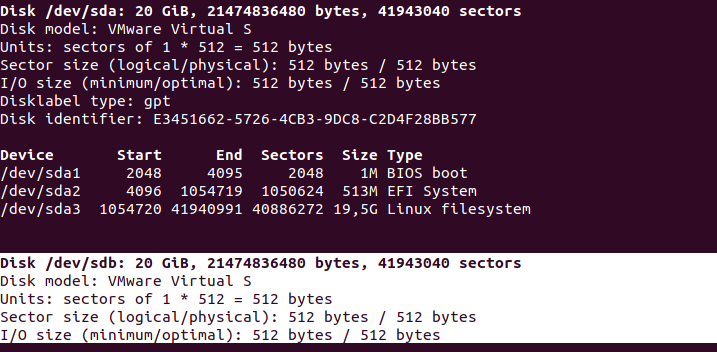 Disk /dev/sda: 20 GiB, 21474836480 bytes, 41943040 sectors
Disk model: VMware Virtual S
Units: sectors of 1 * 512 = 512 bytes
Sector size (logical/physical): 512 bytes / 512 bytes
I/O size (minimum/optimal): 512 bytes / 512 bytes
Disklabel type: gpt
Disk identifier: E3451662-5726-4CB3-9DC8-C2D4F28BB577
Device       Start      End  Sectors  Size Type
/dev/sda1     2048     4095     2048    1M BIOS boot
/dev/sda2     4096  1054719  1050624  513M EFI System
/dev/sda3  1054720 41940991 40886272 19,5G Linux filesystem
Disk /dev/sdb: 20 GiB, 21474836480 bytes, 41943040 sectors
Disk model: VMware Virtual S
Units: sectors of 1 * 512 = 512 bytes
Sector size (logical/physical): 512 bytes / 512 bytes
I/O size (minimum/optimal): 512 bytes / 512 bytes